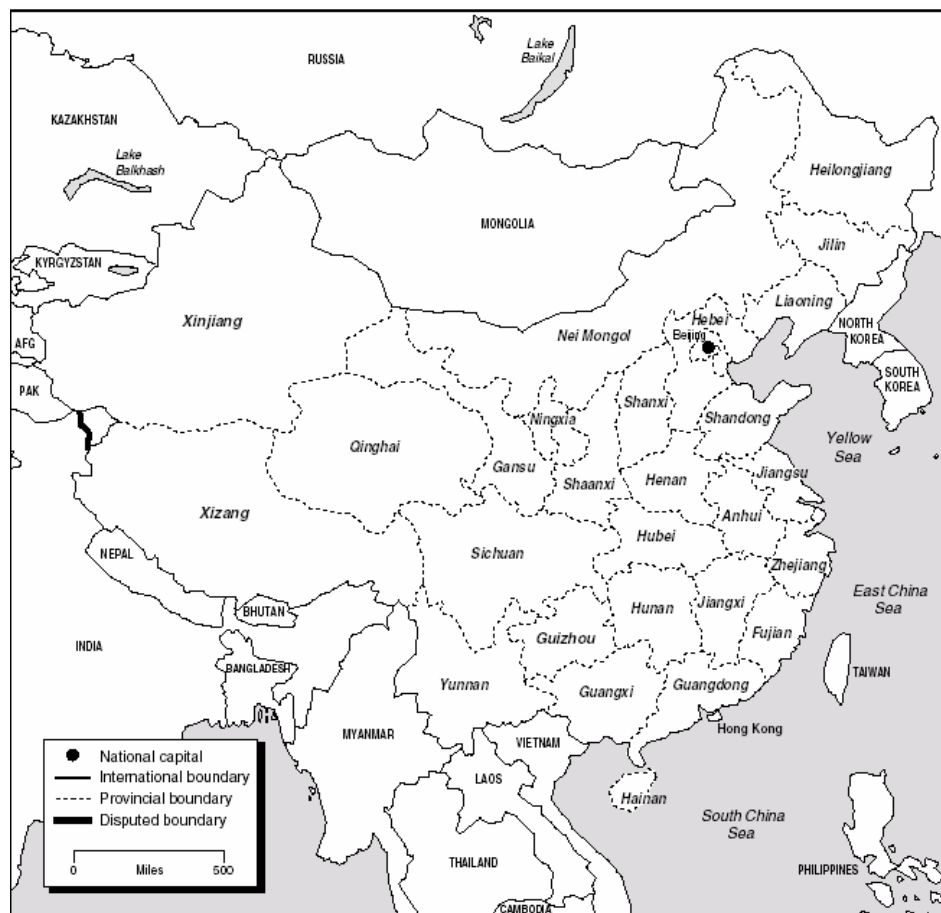 RUSSIA
Lake
Baikal
KAZAKHSTAN
Lake
Balkhash
Heilongjiang
MONGOLIA
Jilin
KYRGYZSTAN
Liaoning
Xinjiang
Hebei
NORTH
KOREA
Nei Mongol
Beijing
AFG
SOUTH
KOREA
PAK
Shanxi
Ningxia
Shandong
Yellow
Sea
Qinghai
Gansu
Jiangsu
Shaanxi
Henan
Xizang
Anhui
Hubei
Sichuan
NEPAL
Zhejiang
East China
Sea
BHUTAN
Hunan
Jiangxi
Guizhou
Fujian
INDIA
BANGLADESH
TAIWAN
Yunnan
Guangxi
Guangdong
Hong Kong
MYANMAR
VIETNAM
National capital
International boundary
LAOS
Provincial boundary
Hainan
Disputed boundary
South China
Sea
0 Miles 500
THAILAND
PHILIPPINES
CAMBODIA